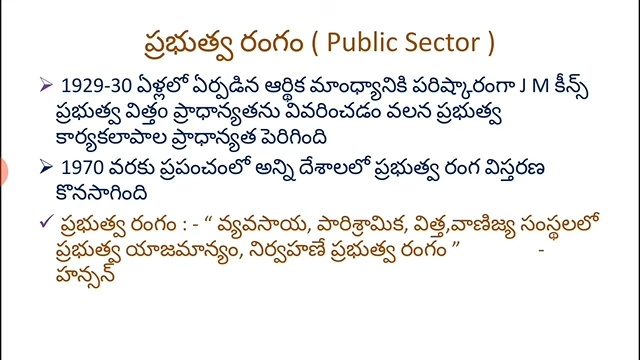 ప్రభుత్వ రంగం ( Public Sector )
➢ 1929-30 ఏళ్లలో ఏర్పడిన ఆర్థిక మాంధ్యానికి పరిష్కారంగా J M కీన్స్
ప్రభుత్వ విత్తం ప్రాధాన్యతను వివరించడం వలన ప్రభుత్వ
కార్యకలాపాల ప్రాధాన్యత పెరిగింది
➢ 1970 వరకు ప్రపంచంలో అన్ని దేశాలలో ప్రభుత్వ రంగ విస్తరణ
కొనసాగింది
✓ ప్రభుత్వ రంగం : - “ వ్యవసాయ, పారిశ్రామిక, విత్త,వాణిజ్య సంస్థలలో
ప్రభుత్వ యాజమాన్యం, నిర్వహణే ప్రభుత్వ రంగం ” -
హన్సన్